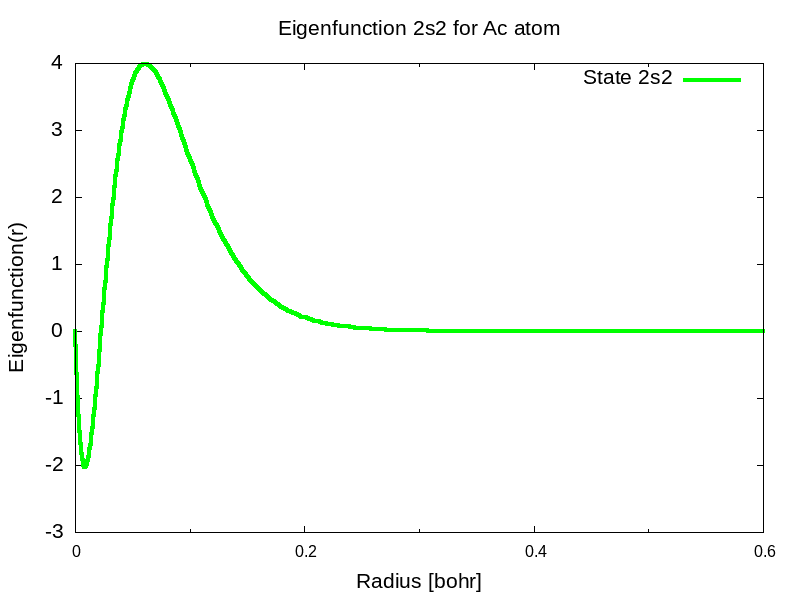 Eigenfunction 2s2 for Ac atom
State 2s2
4
3
2
1
0
-1
-2
-3
Eigenfunction(r)
0 0.2 0.4 0.6
Radius [bohr]